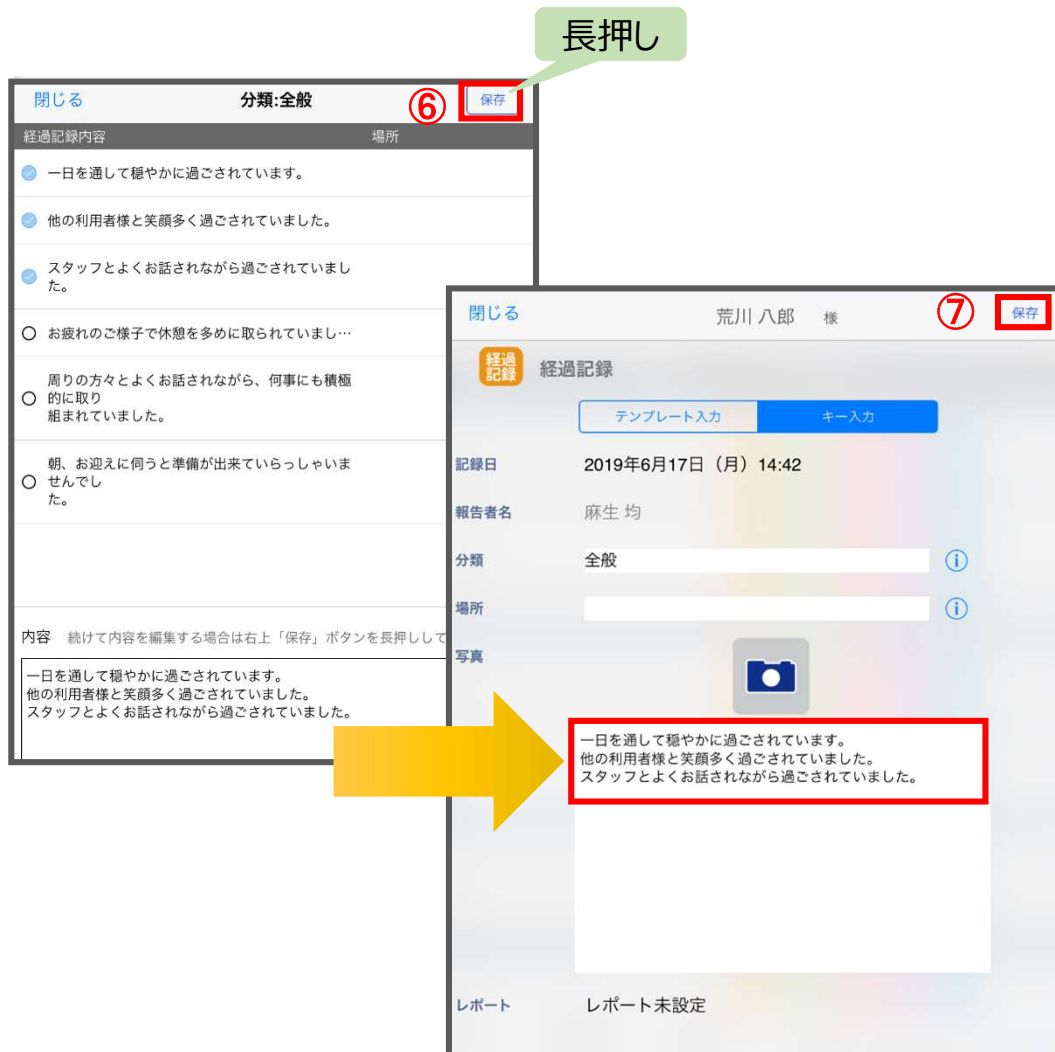 長押し
閉じる 分類:全般 ⑥ 保存
経過記録内容 場所
一日を通して穏やかに過ごされています。
他の利用者様と笑顔多く過ごされていました。
スタッフとよくお話されながら過ごされていまし
た。
お疲れのご様子で休憩を多めに取られていまし…
周りの方々とよくお話されながら、何事にも積極
的に取り
組まれていました。
朝、お迎えに伺うと準備が出来ていらっしゃいま
せんでし
た。
内容 続けて内容を編集する場合は右上「保存」ボタンを長押しして
一日を通して穏やかに過ごされています。
他の利用者様と笑顔多く過ごされていました。
スタッフとよくお話されながら過ごされていました。
閉じる 荒川 八郎 様 ⑦ 保存
経過
記録
経過記録
テンプレート入力 キー入力
記録日 2019年6月17日（月）14:42
報告者名 麻生 均
分類 全般
場所
写真
一日を通して穏やかに過ごされています。
他の利用者様と笑顔多く過ごされていました。
スタッフとよくお話されながら過ごされていました。
レポート レポート未設定